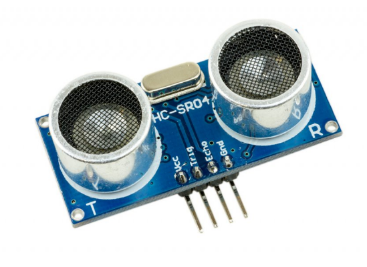 HC-SR04
Vcc
Trig
Echo
Gnd
T
R